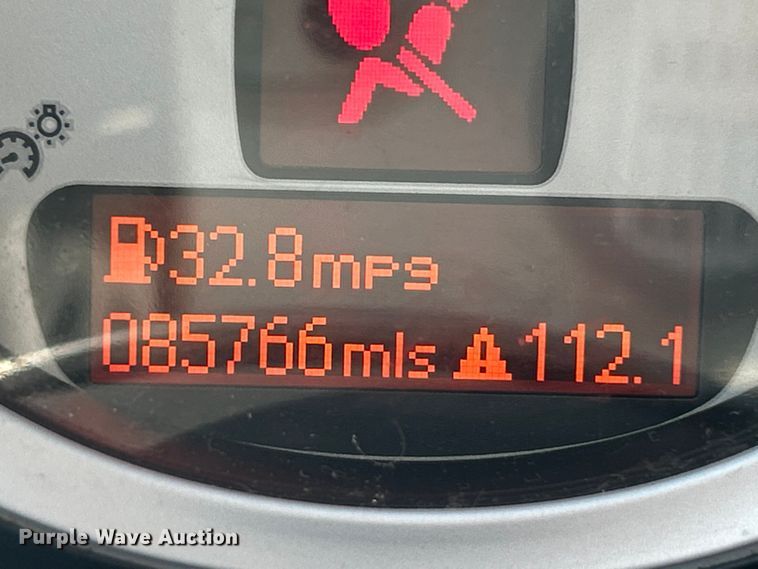 32.8mpg
085766mls 112.1
Purple Wave Auction